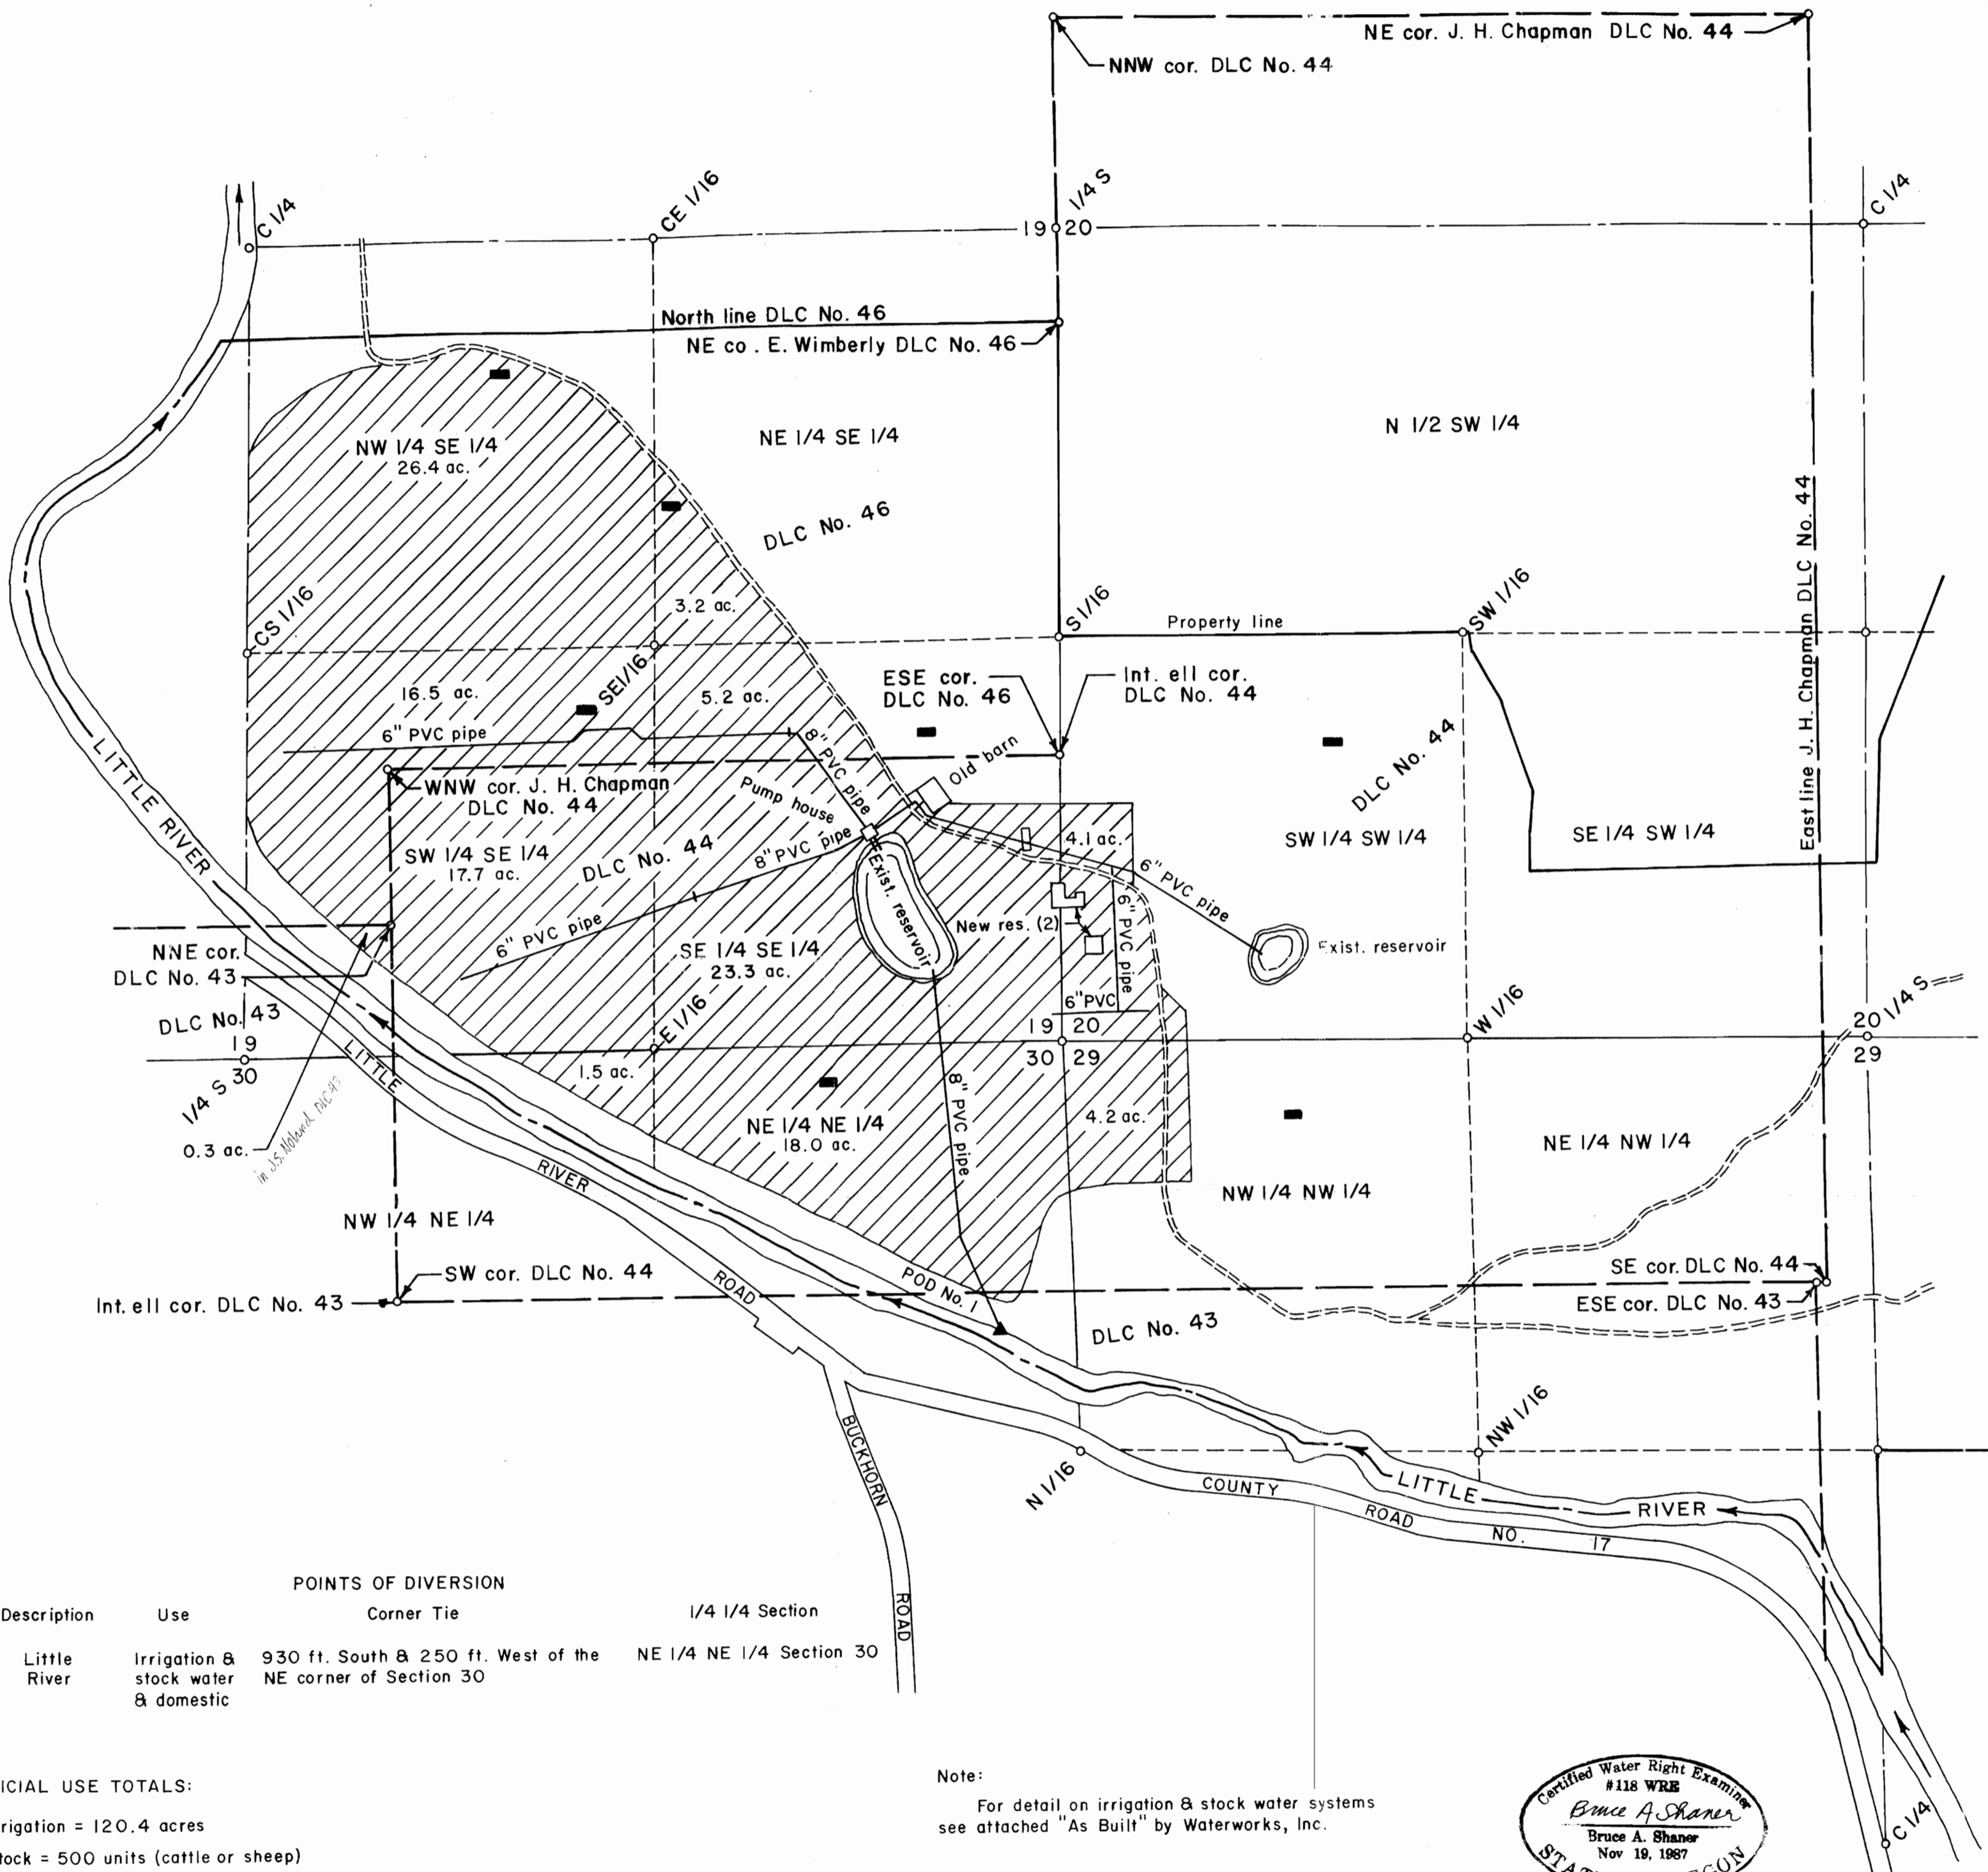 NE cor. J. H. Chapman DLC No. 44
NNW cor. DLC No. 44
C 1/4
CE 1/16
1/4 S
C 1/4
19 20
North line DLC No. 46
NE co . E. Wimberly DLC No. 46
NW 1/4 SE 1/4
26.4 ac.
NE 1/4 SE 1/4
N 1/2 SW 1/4
DLC No. 46
East line J. H. Chapman DLC No. 44
CS 1/16
3.2 ac.
S 1/16
Property line
SW 1/16
16.5 ac.
SE1/16
5.2 ac.
ESE cor.
DLC No. 46
Int. ell cor.
DLC No. 44
6" PVC pipe
8" PVC pipe
Old barn
LITTLE RIVER
WNW cor. J. H. Chapman
DLC No. 44
Pump house
DLC No. 44
SW 1/4 SE 1/4
17.7 ac.
DLC No. 44
8" PVC pipe
Exist. reservoir
4.1 ac.
SW 1/4 SW 1/4
SE 1/4 SW 1/4
6" PVC pipe
6" PVC pipe
New res. (2)
6" PVC pipe
Exist. reservoir
NNE cor.
DLC No. 43
SE 1/4 SE 1/4
23.3 ac.
DLC No. 43
6" PVC
E 1/16
W 1/16
19
30
1/4 S
19 20
30 29
20
29
1/4 S
LITTLE
1.5 ac.
8" PVC pipe
0.3 ac.
NE 1/4 NE 1/4
18.0 ac.
4.2 ac.
NE 1/4 NW 1/4
RIVER
NW 1/4 NW 1/4
NW 1/4 NE 1/4
SW cor. DLC No. 44
ROAD
POD No. 1
SE cor. DLC No. 44
Int. ell cor. DLC No. 43
ESE cor. DLC No. 43
DLC No. 43
BUCKHORN
ROAD
N 1/16
NW 1/16
COUNTY
ROAD
NO.
17
LITTLE
RIVER
POINTS OF DIVERSION
Description Use Corner Tie 1/4 1/4 Section
Little Irrigation & 930 ft. South & 250 ft. West of the NE 1/4 NE 1/4 Section 30
River stock water NE corner of Section 30
& domestic
ICIAL USE TOTALS:
rigation = 120.4 acres
tock = 500 units (cattle or sheep)
Note:
For detail on irrigation & stock water systems
see attached "As Built" by Waterworks, Inc.
Certified Water Right Examiner
#118 WRE
Bruce A Shaner
Bruce A. Shaner
Nov 19, 1987
C 1/4